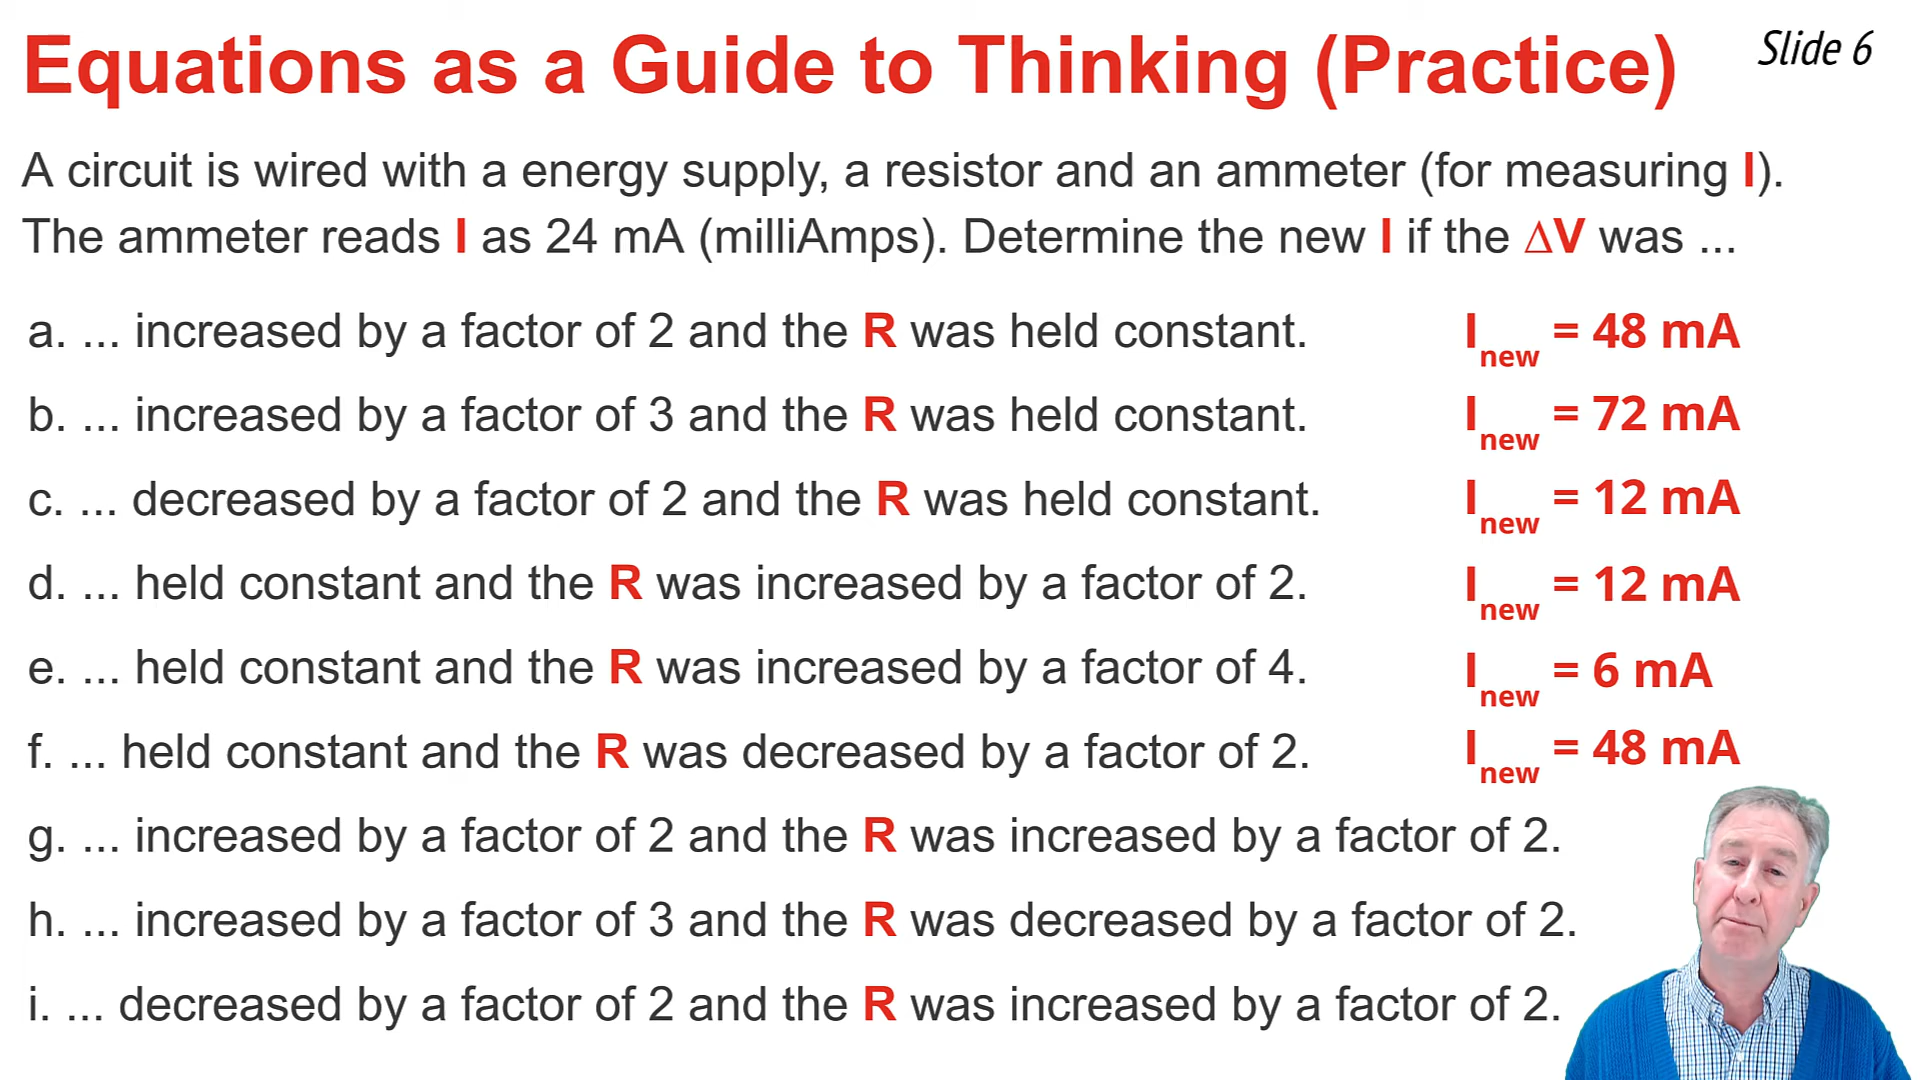 Equations as a Guide to Thinking (Practice)
Slide 6
A circuit is wired with a energy supply, a resistor and an ammeter (for measuring I).
The ammeter reads I as 24 mA (milliAmps). Determine the new I if the ΔV was ...
a. ... increased by a factor of 2 and the R was held constant. Inew = 48 mA
b. ... increased by a factor of 3 and the R was held constant. Inew = 72 mA
c. ... decreased by a factor of 2 and the R was held constant. Inew = 12 mA
d. ... held constant and the R was increased by a factor of 2. Inew = 12 mA
e. ... held constant and the R was increased by a factor of 4. Inew = 6 mA
f. ... held constant and the R was decreased by a factor of 2. Inew = 48 mA
g. ... increased by a factor of 2 and the R was increased by a factor of 2.
h. ... increased by a factor of 3 and the R was decreased by a factor of 2.
i. ... decreased by a factor of 2 and the R was increased by a factor of 2.